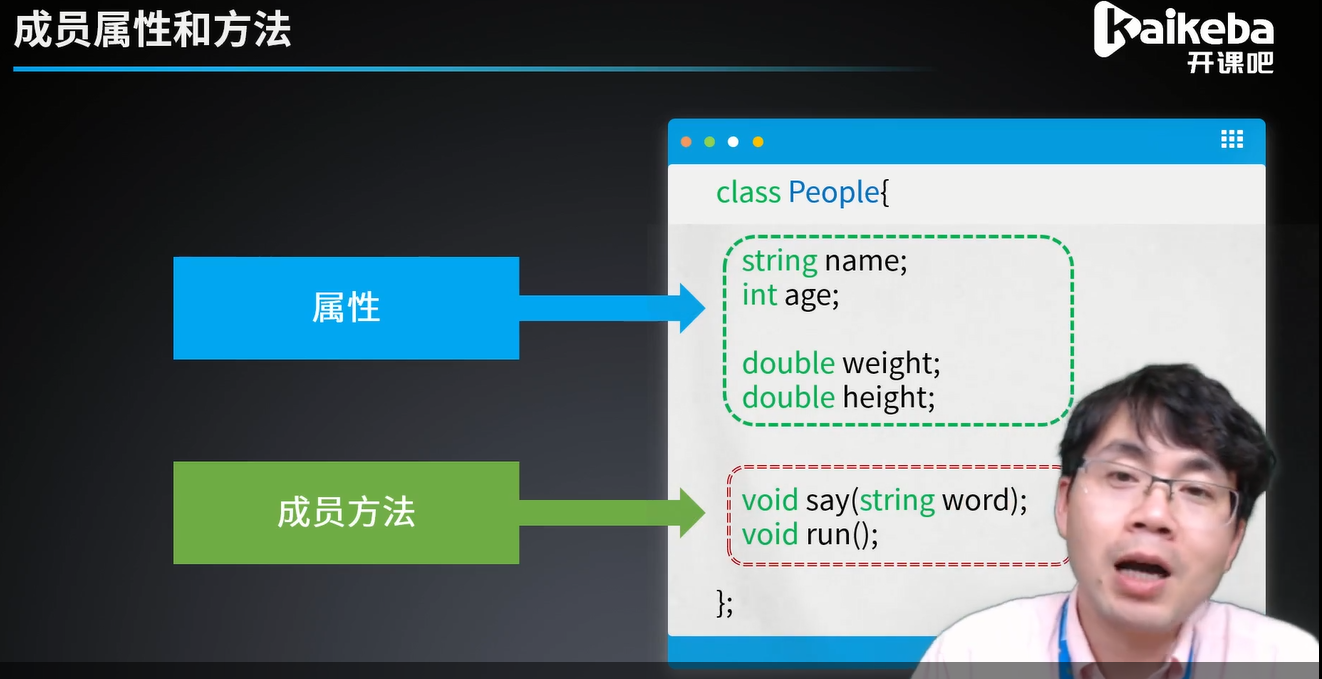 成员属性和方法
Kaikeba
开课吧
class People{
string name;
int age;
属性
double weight;
double height;
成员方法
void say(string word);
void run();
};